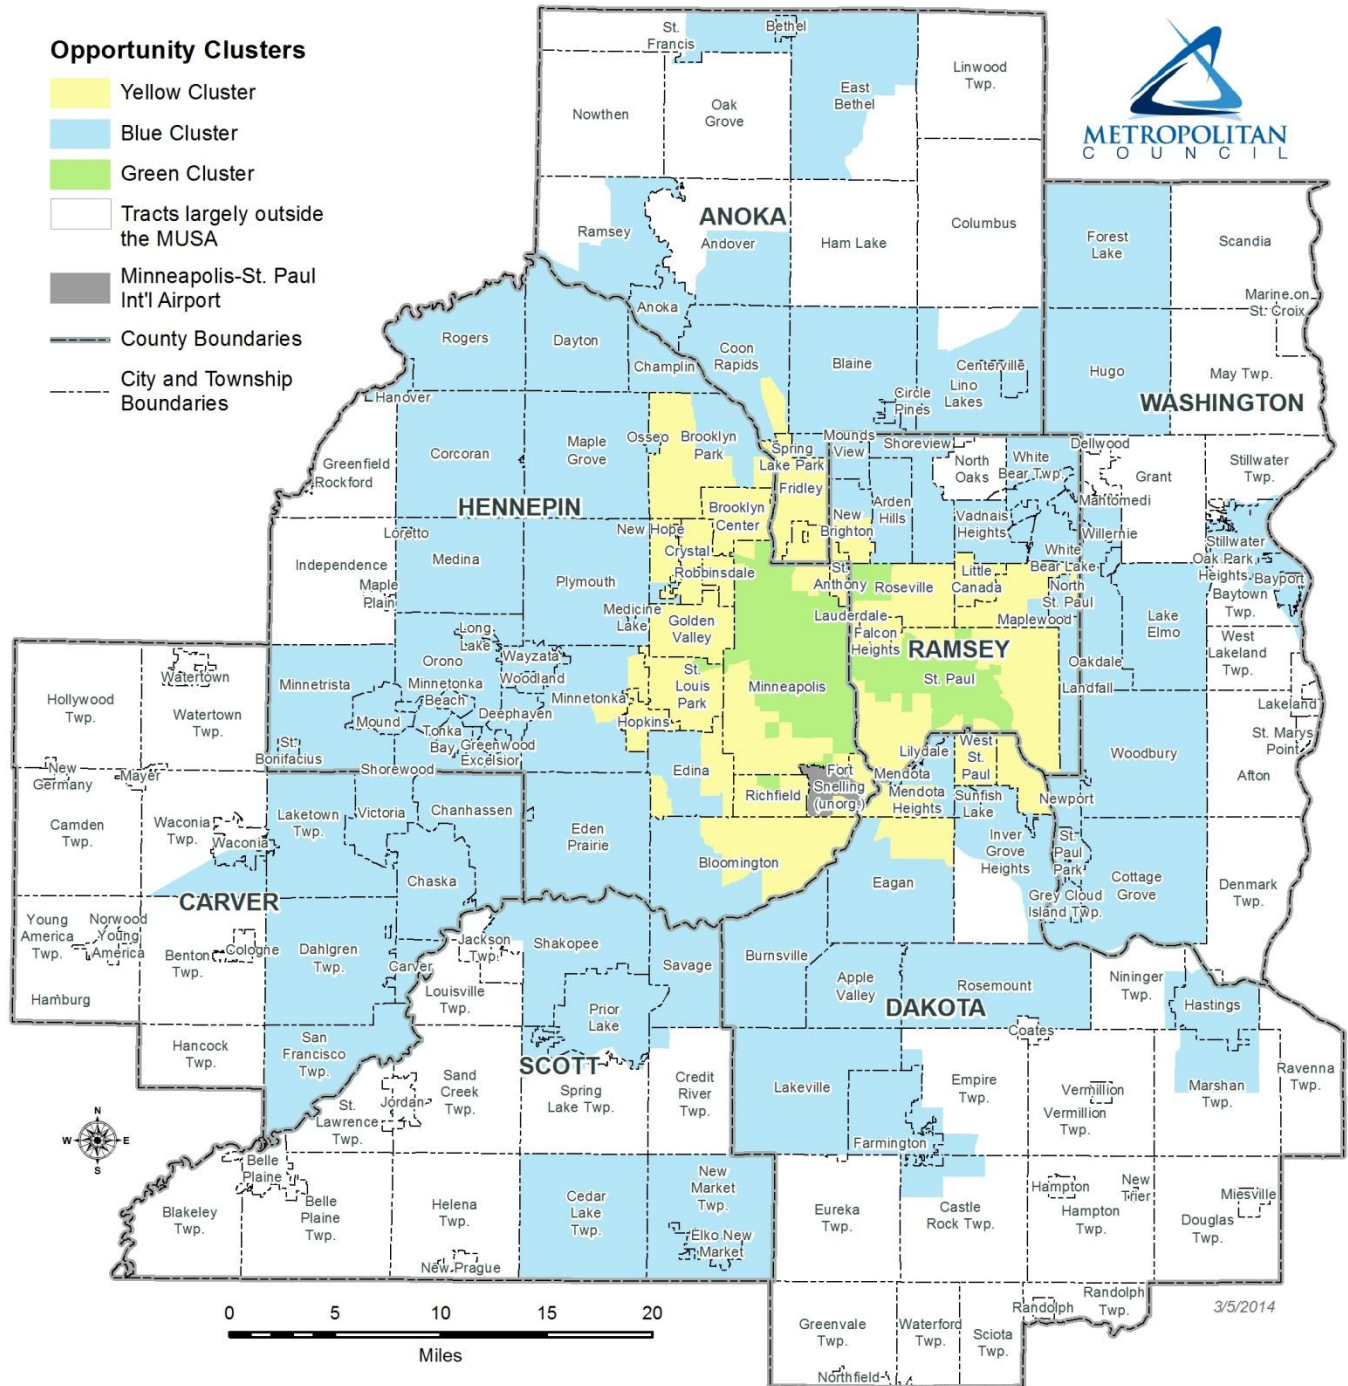 Opportunity Clusters
Yellow Cluster
Blue Cluster
Green Cluster
Tracts largely outside
the MUSA
Minneapolis-St. Paul
Int'l Airport
County Boundaries
City and Township
Boundaries
METROPOLITAN
COUNCIL
St.
Francis
Bethel
East
Bethel
Linwood
Twp.
Nowthen
Oak
Grove
ANOKA
Ramsey
Andover
Ham Lake
Columbus
Forest
Lake
Scandia
Marine on
St. Croix
Anoka
Rogers
Dayton
Champlin
Coon
Rapids
Blaine
Centerville
Circle
Pines
Lino
Lakes
Hugo
May Twp.
WASHINGTON
Hanover
Corcoran
Maple
Grove
Osseo
Brooklyn
Park
Spring
Lake Park
Mounds
View
Shoreview
North
Oaks
White
Bear Twp.
Dellwood
Grant
Stillwater
Twp.
Greenfield
Rockford
HENNEPIN
Fridley
Brooklyn
Center
New
Brighton
Arden
Hills
Vadnais
Heights
Mahtomedi
Willernie
White
Bear Lake
Stillwater
Oak Park
Heights
Bayport
Baytown
Twp.
Loretto
Independence
Medina
Maple
Plain
Plymouth
New Hope
Crystal
Robbinsdale
Medicine
Lake
Golden
Valley
St.
Anthony
Roseville
Little
Canada
North
St. Paul
Maplewood
Lauderdale
Falcon
Heights
RAMSEY
St. Paul
Lake
Elmo
West
Lakeland
Twp.
Oakdale
Landfall
Lakeland
St. Marys
Point
Afton
Woodbury
Hollywood
Twp.
Watertown
Watertown
Twp.
Minnetrista
Long
Lake
Orono
Minnetonka
Beach
Wayzata
Woodland
Minnetonka
Deephaven
Mound
Tonka
Bay
Greenwood
Excelsior
Shorewood
St.
Bonifacius
St.
Louis
Park
Hopkins
Minneapolis
Edina
Richfield
Fort
Snelling
(unorg.)
Lilydale
West
St.
Paul
Mendota
Mendota
Heights
Sunfish
Lake
Newport
New
Germany
Mayer
Camden
Twp.
Waconia
Twp.
Waconia
Laketown
Twp.
Victoria
Chanhassen
Chaska
Eden
Prairie
Bloomington
Eagan
Inver
Grove
Heights
St.
Paul
Park
Grey Cloud
Island Twp.
Cottage
Grove
Denmark
Twp.
CARVER
Young
America
Twp.
Norwood
Young
America
Hamburg
Benton
Twp.
Cologne
Dahlgren
Twp.
Carver
Jackson
Twp.
Louisville
Twp.
Shakopee
Savage
Prior
Lake
Burnsville
Apple
Valley
Rosemount
DAKOTA
Coates
Nininger
Twp.
Hastings
Hancock
Twp.
San
Francisco
Twp.
SCOTT
Sand
Creek
Twp.
Spring
Lake Twp.
Credit
River
Twp.
Lakeville
Empire
Twp.
Farmington
Vermillion
Vermillion
Twp.
Marshan
Twp.
Ravenna
Twp.
St.
Lawrence
Twp.
Jordan
Belle
Plaine
Belle
Plaine
Twp.
Blakeley
Twp.
Helena
Twp.
New Prague
Cedar
Lake
Twp.
New
Market
Twp.
Elko New
Market
Eureka
Twp.
Castle
Rock Twp.
Hampton
Hampton
Twp.
New
Trier
Miesville
Douglas
Twp.
Greenvale
Twp.
Waterford
Twp.
Sciota
Twp.
Randolph
Randolph
Twp.
Northfield
N
W E
S
0 5 10 15 20
Miles
3/5/2014